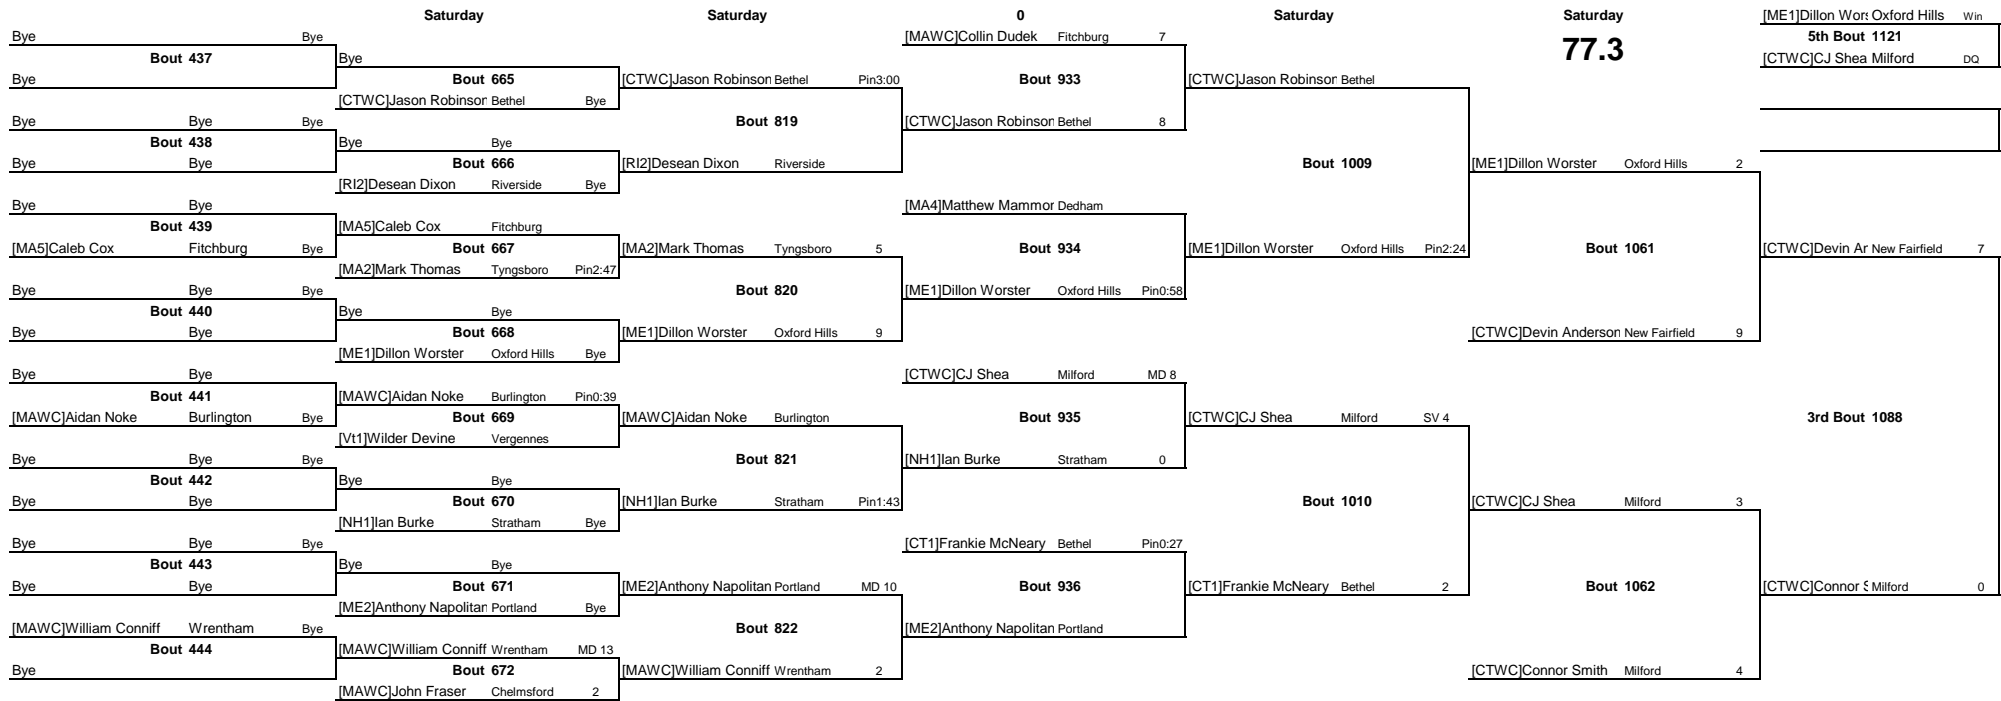 Saturday Saturday 0 Saturday Saturday [ME1]Dillon Wors Oxford Hills Win
Bye Bye [MAWC]Collin Dudek Fitchburg 7 77.3 5th Bout 1121
Bout 437 Bye [CTWC]CJ Shea Milford DQ
Bye Bout 665 [CTWC]Jason Robinson Bethel Pin3:00 Bout 933 [CTWC]Jason Robinson Bethel
[CTWC]Jason Robinson Bethel Bye
Bye Bye Bye Bout 819 [CTWC]Jason Robinson Bethel 8
Bout 438 Bye Bye
Bye Bye Bout 666 [RI2]Desean Dixon Riverside Bout 1009 [ME1]Dillon Worster Oxford Hills 2
[RI2]Desean Dixon Riverside Bye
Bye Bye [MA4]Matthew Mammor Dedham
Bout 439 [MA5]Caleb Cox Fitchburg
[MA5]Caleb Cox Fitchburg Bye Bout 667 [MA2]Mark Thomas Tyngsboro 5 Bout 934 [ME1]Dillon Worster Oxford Hills Pin2:24 Bout 1061 [CTWC]Devin Ar New Fairfield 7
[MA2]Mark Thomas Tyngsboro Pin2:47
Bye Bye Bye Bout 820 [ME1]Dillon Worster Oxford Hills Pin0:58
Bout 440 Bye Bye
Bye Bye Bout 668 [ME1]Dillon Worster Oxford Hills 9 [CTWC]Devin Anderson New Fairfield 9
[ME1]Dillon Worster Oxford Hills Bye
Bye Bye [CTWC]CJ Shea Milford MD 8
Bout 441 [MAWC]Aidan Noke Burlington Pin0:39
[MAWC]Aidan Noke Burlington Bye Bout 669 [MAWC]Aidan Noke Burlington Bout 935 [CTWC]CJ Shea Milford SV 4 3rd Bout 1088
[Vt1]Wilder Devine Vergennes
Bye Bye Bye Bout 821 [NH1]Ian Burke Stratham 0
Bout 442 Bye Bye
Bye Bye Bout 670 [NH1]Ian Burke Stratham Pin1:43 Bout 1010 [CTWC]CJ Shea Milford 3
[NH1]Ian Burke Stratham Bye
Bye Bye Bye [CT1]Frankie McNeary Bethel Pin0:27
Bout 443 Bye Bye
Bye Bye Bout 671 [ME2]Anthony Napolitan Portland MD 10 Bout 936 [CT1]Frankie McNeary Bethel 2 Bout 1062 [CTWC]Connor S Milford 0
[ME2]Anthony Napolitan Portland Bye
[MAWC]William Conniff Wrentham Bye Bout 822 [ME2]Anthony Napolitan Portland
Bout 444 [MAWC]William Conniff Wrentham MD 13
Bye Bout 672 [MAWC]William Conniff Wrentham 2 [CTWC]Connor Smith Milford 4
[MAWC]John Fraser Chelmsford 2